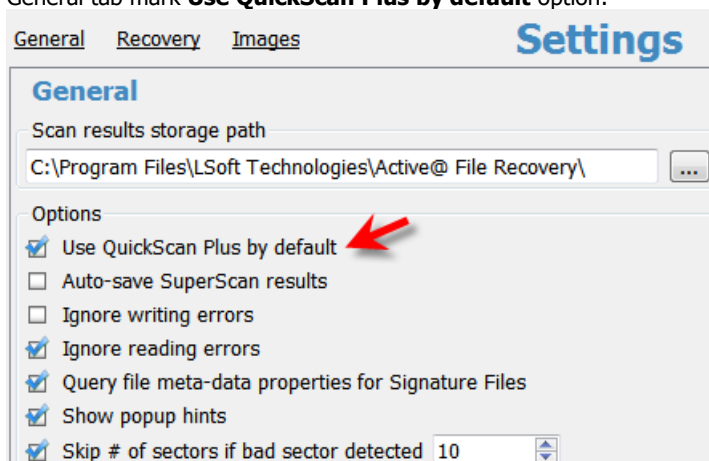 General tab mark Use QuickScan Plus by default option.
General Recovery Images Settings
General
Scan results storage path
C:\Program Files\LSoft Technologies\Active@ File Recovery\ ...
Options
Use QuickScan Plus by default
Auto-save SuperScan results
Ignore writing errors
Ignore reading errors
Query file meta-data properties for Signature Files
Show popup hints
Skip # of sectors if bad sector detected 10